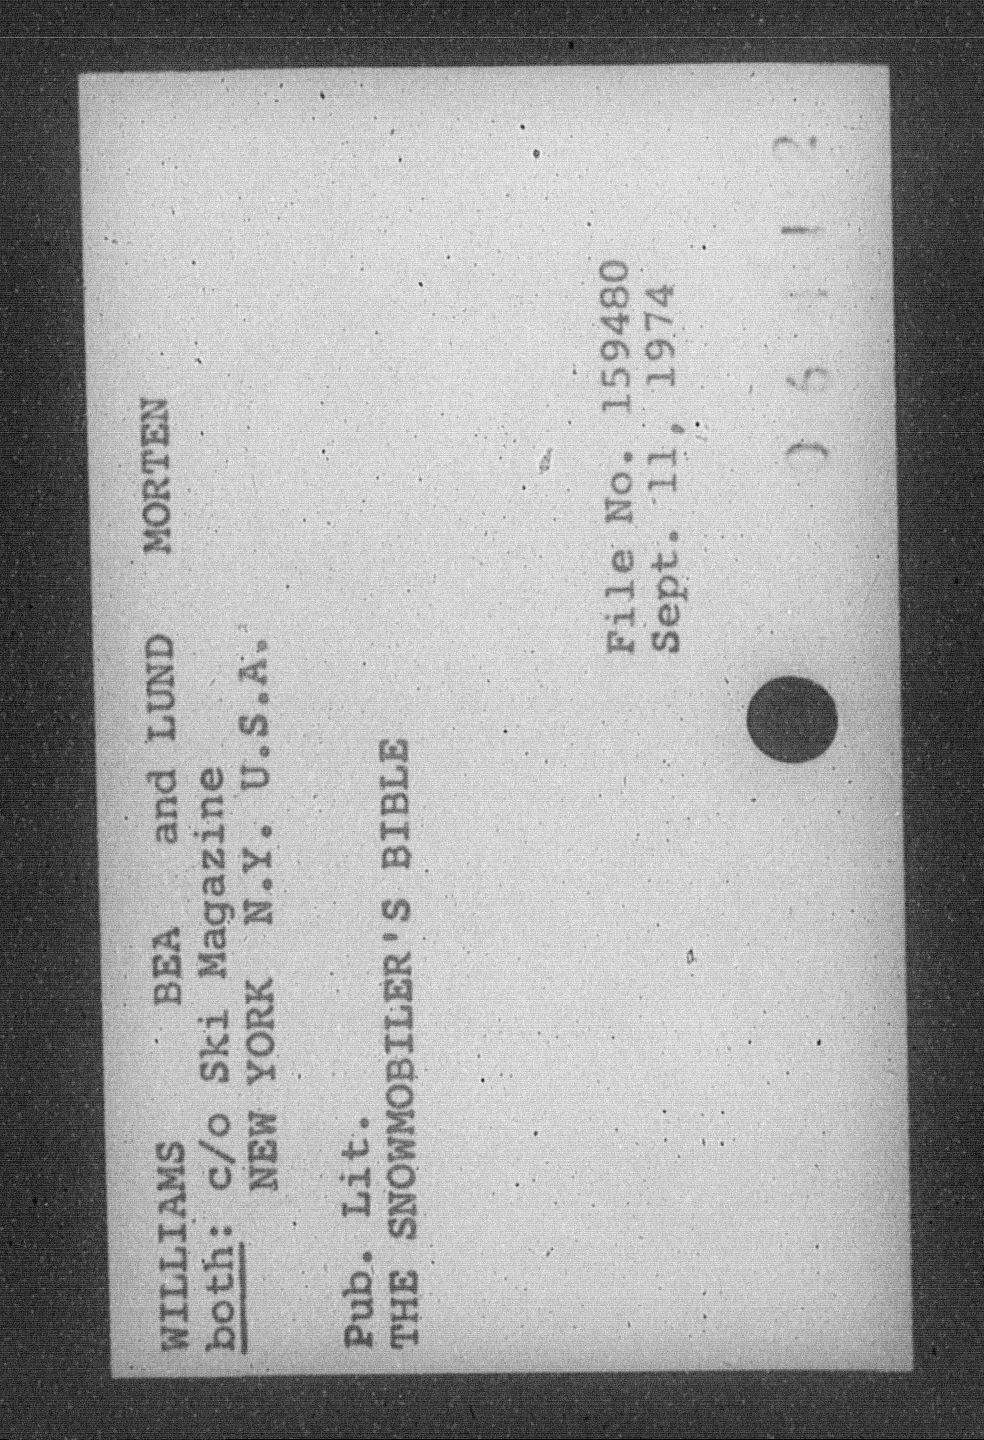 WILLIAMS BEA and LUND MORTEN
both: c/o Ski Magazine
NEW YORK N.Y. U.S.A.
Pub. Lit.
THE SNOWMOBILER'S BIBLE
File No. 159480
Sept. 11, 1974